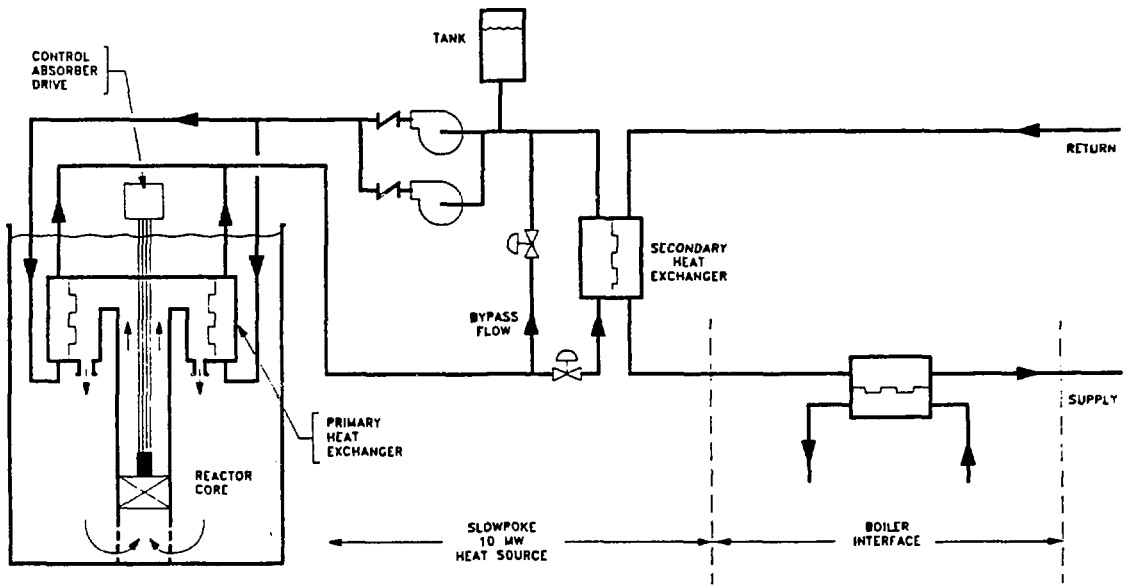 TANK
CONTROL
ABSORBER
DRIVE
RETURN
SECONDARY
HEAT
EXCHANGER
BYPASS
FLOW
SUPPLY
PRIMARY
HEAT
EXCHANGER
REACTOR
CORE
SLOWPOKE
10 MW
HEAT SOURCE
BOILER
INTERFACE